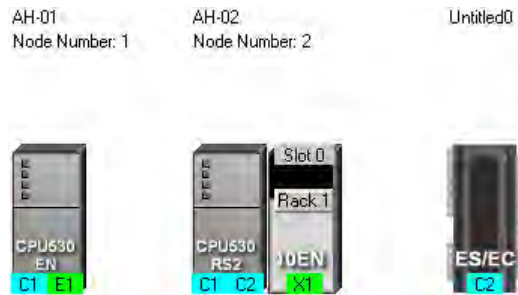 AH-01
Node Number: 1
AH-02
Node Number: 2
Untitled0
CPU530
EN
C1 E1
CPU530
RS2
C1 C2
Slot 0
Rack 1
10EN
X1
ES/EC
C2